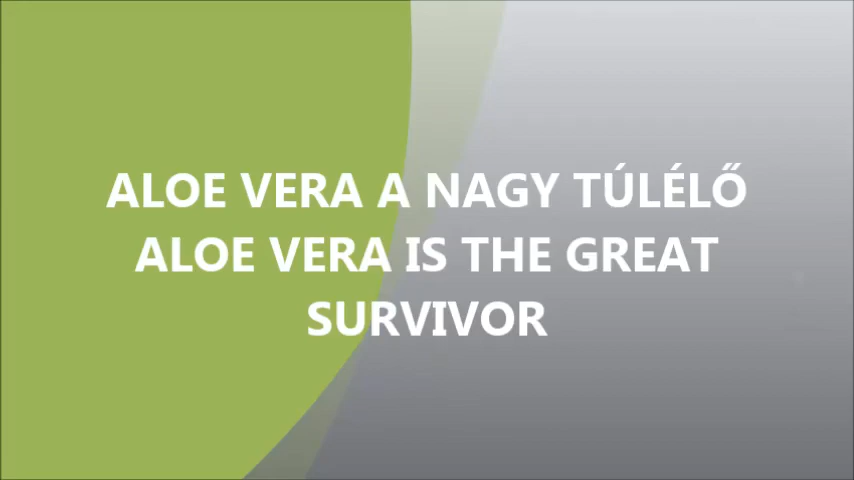 ALOE VERA A NAGY TÚLÉLŐ
ALOE VERA IS THE GREAT
SURVIVOR